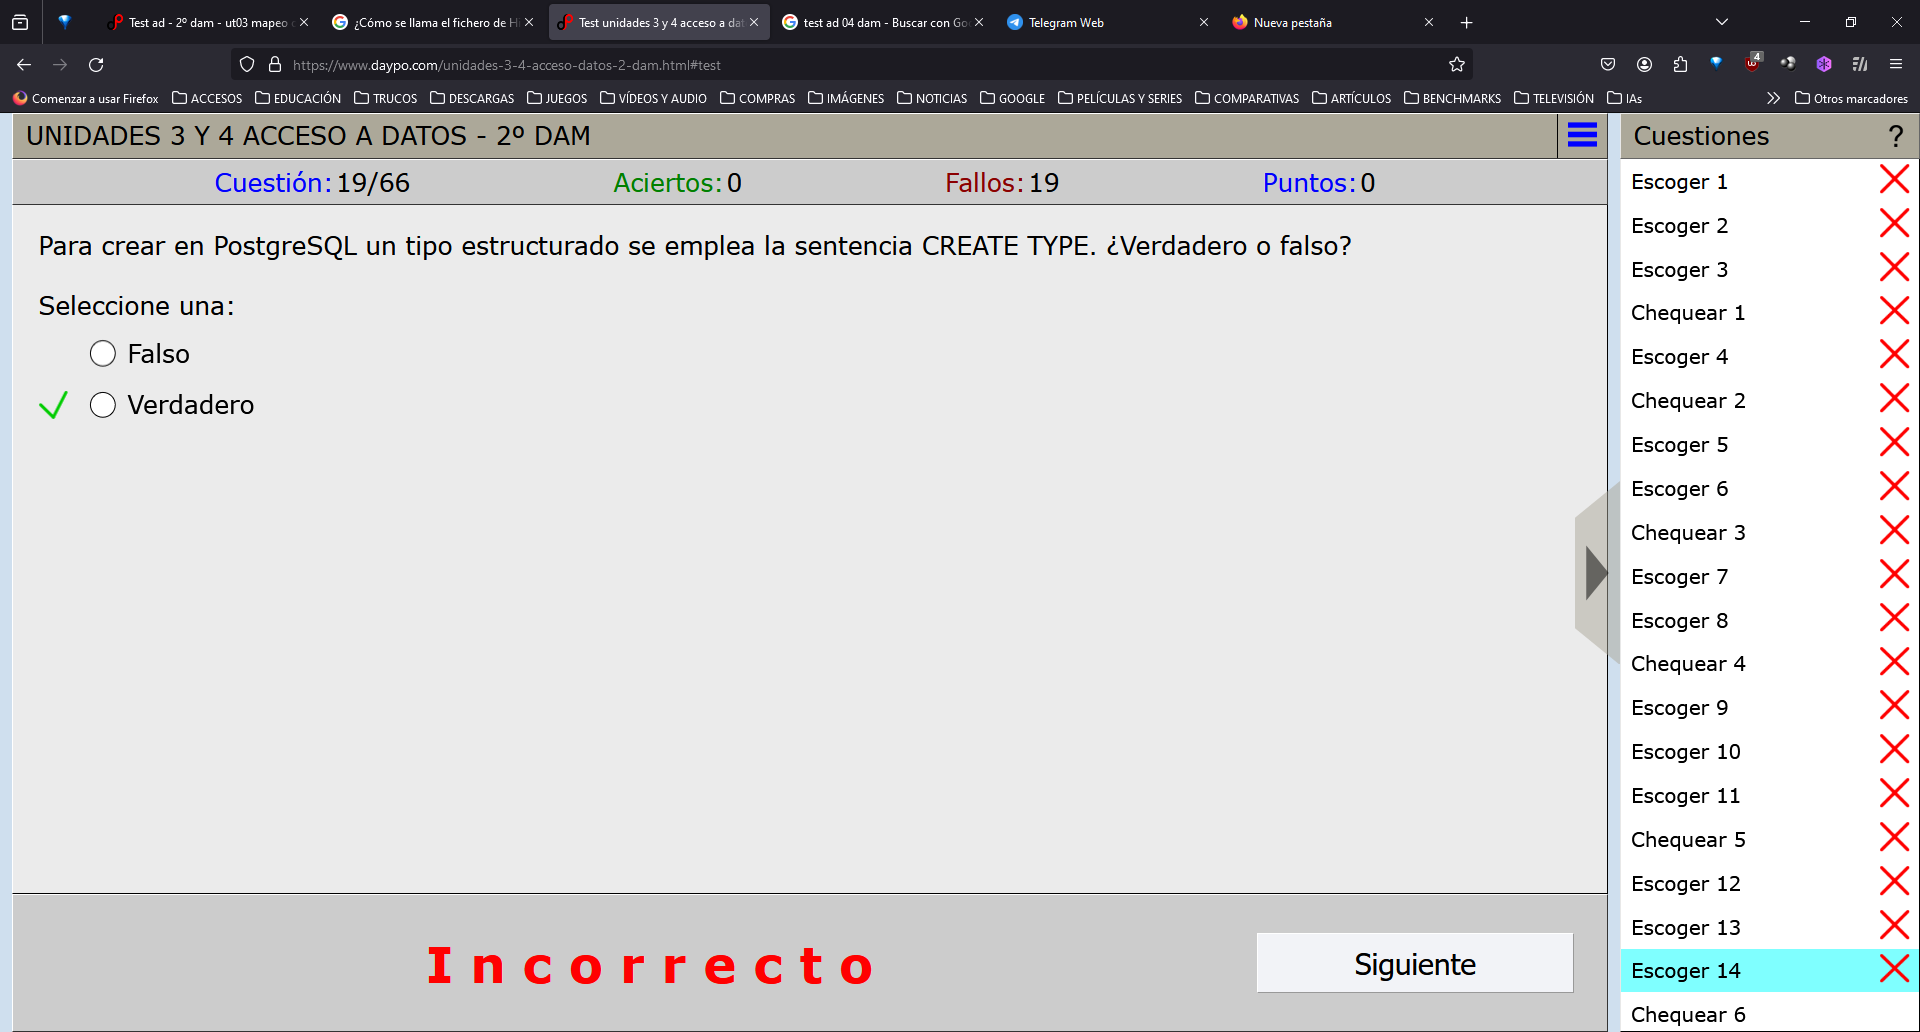 Test ad - 2º dam - ut03 mapeo
¿Cómo se llama el fichero de Hi
Test unidades 3 y 4 acceso a dat
test ad 04 dam - Buscar con Goo
Telegram Web
Nueva pestaña
https://www.daypo.com/unidades-3-4-acceso-datos-2-dam.html#test
4
Comenzar a usar Firefox
ACCESOS
EDUCACIÓN
TRUCOS
DESCARGAS
JUEGOS
VÍDEOS Y AUDIO
COMPRAS
IMÁGENES
NOTICIAS
GOOGLE
PELÍCULAS Y SERIES
COMPARATIVAS
ARTÍCULOS
BENCHMARKS
TELEVISIÓN
IAs
Otros marcadores
UNIDADES 3 Y 4 ACCESO A DATOS - 2º DAM
Cuestión: 19/66
Aciertos: 0
Fallos: 19
Puntos: 0
Para crear en PostgreSQL un tipo estructurado se emplea la sentencia CREATE TYPE. ¿Verdadero o falso?
Seleccione una:
Falso
Verdadero
Incorrecto
Siguiente
Cuestiones ?
Escoger 1
Escoger 2
Escoger 3
Chequear 1
Escoger 4
Chequear 2
Escoger 5
Escoger 6
Chequear 3
Escoger 7
Escoger 8
Chequear 4
Escoger 9
Escoger 10
Escoger 11
Chequear 5
Escoger 12
Escoger 13
Escoger 14
Chequear 6